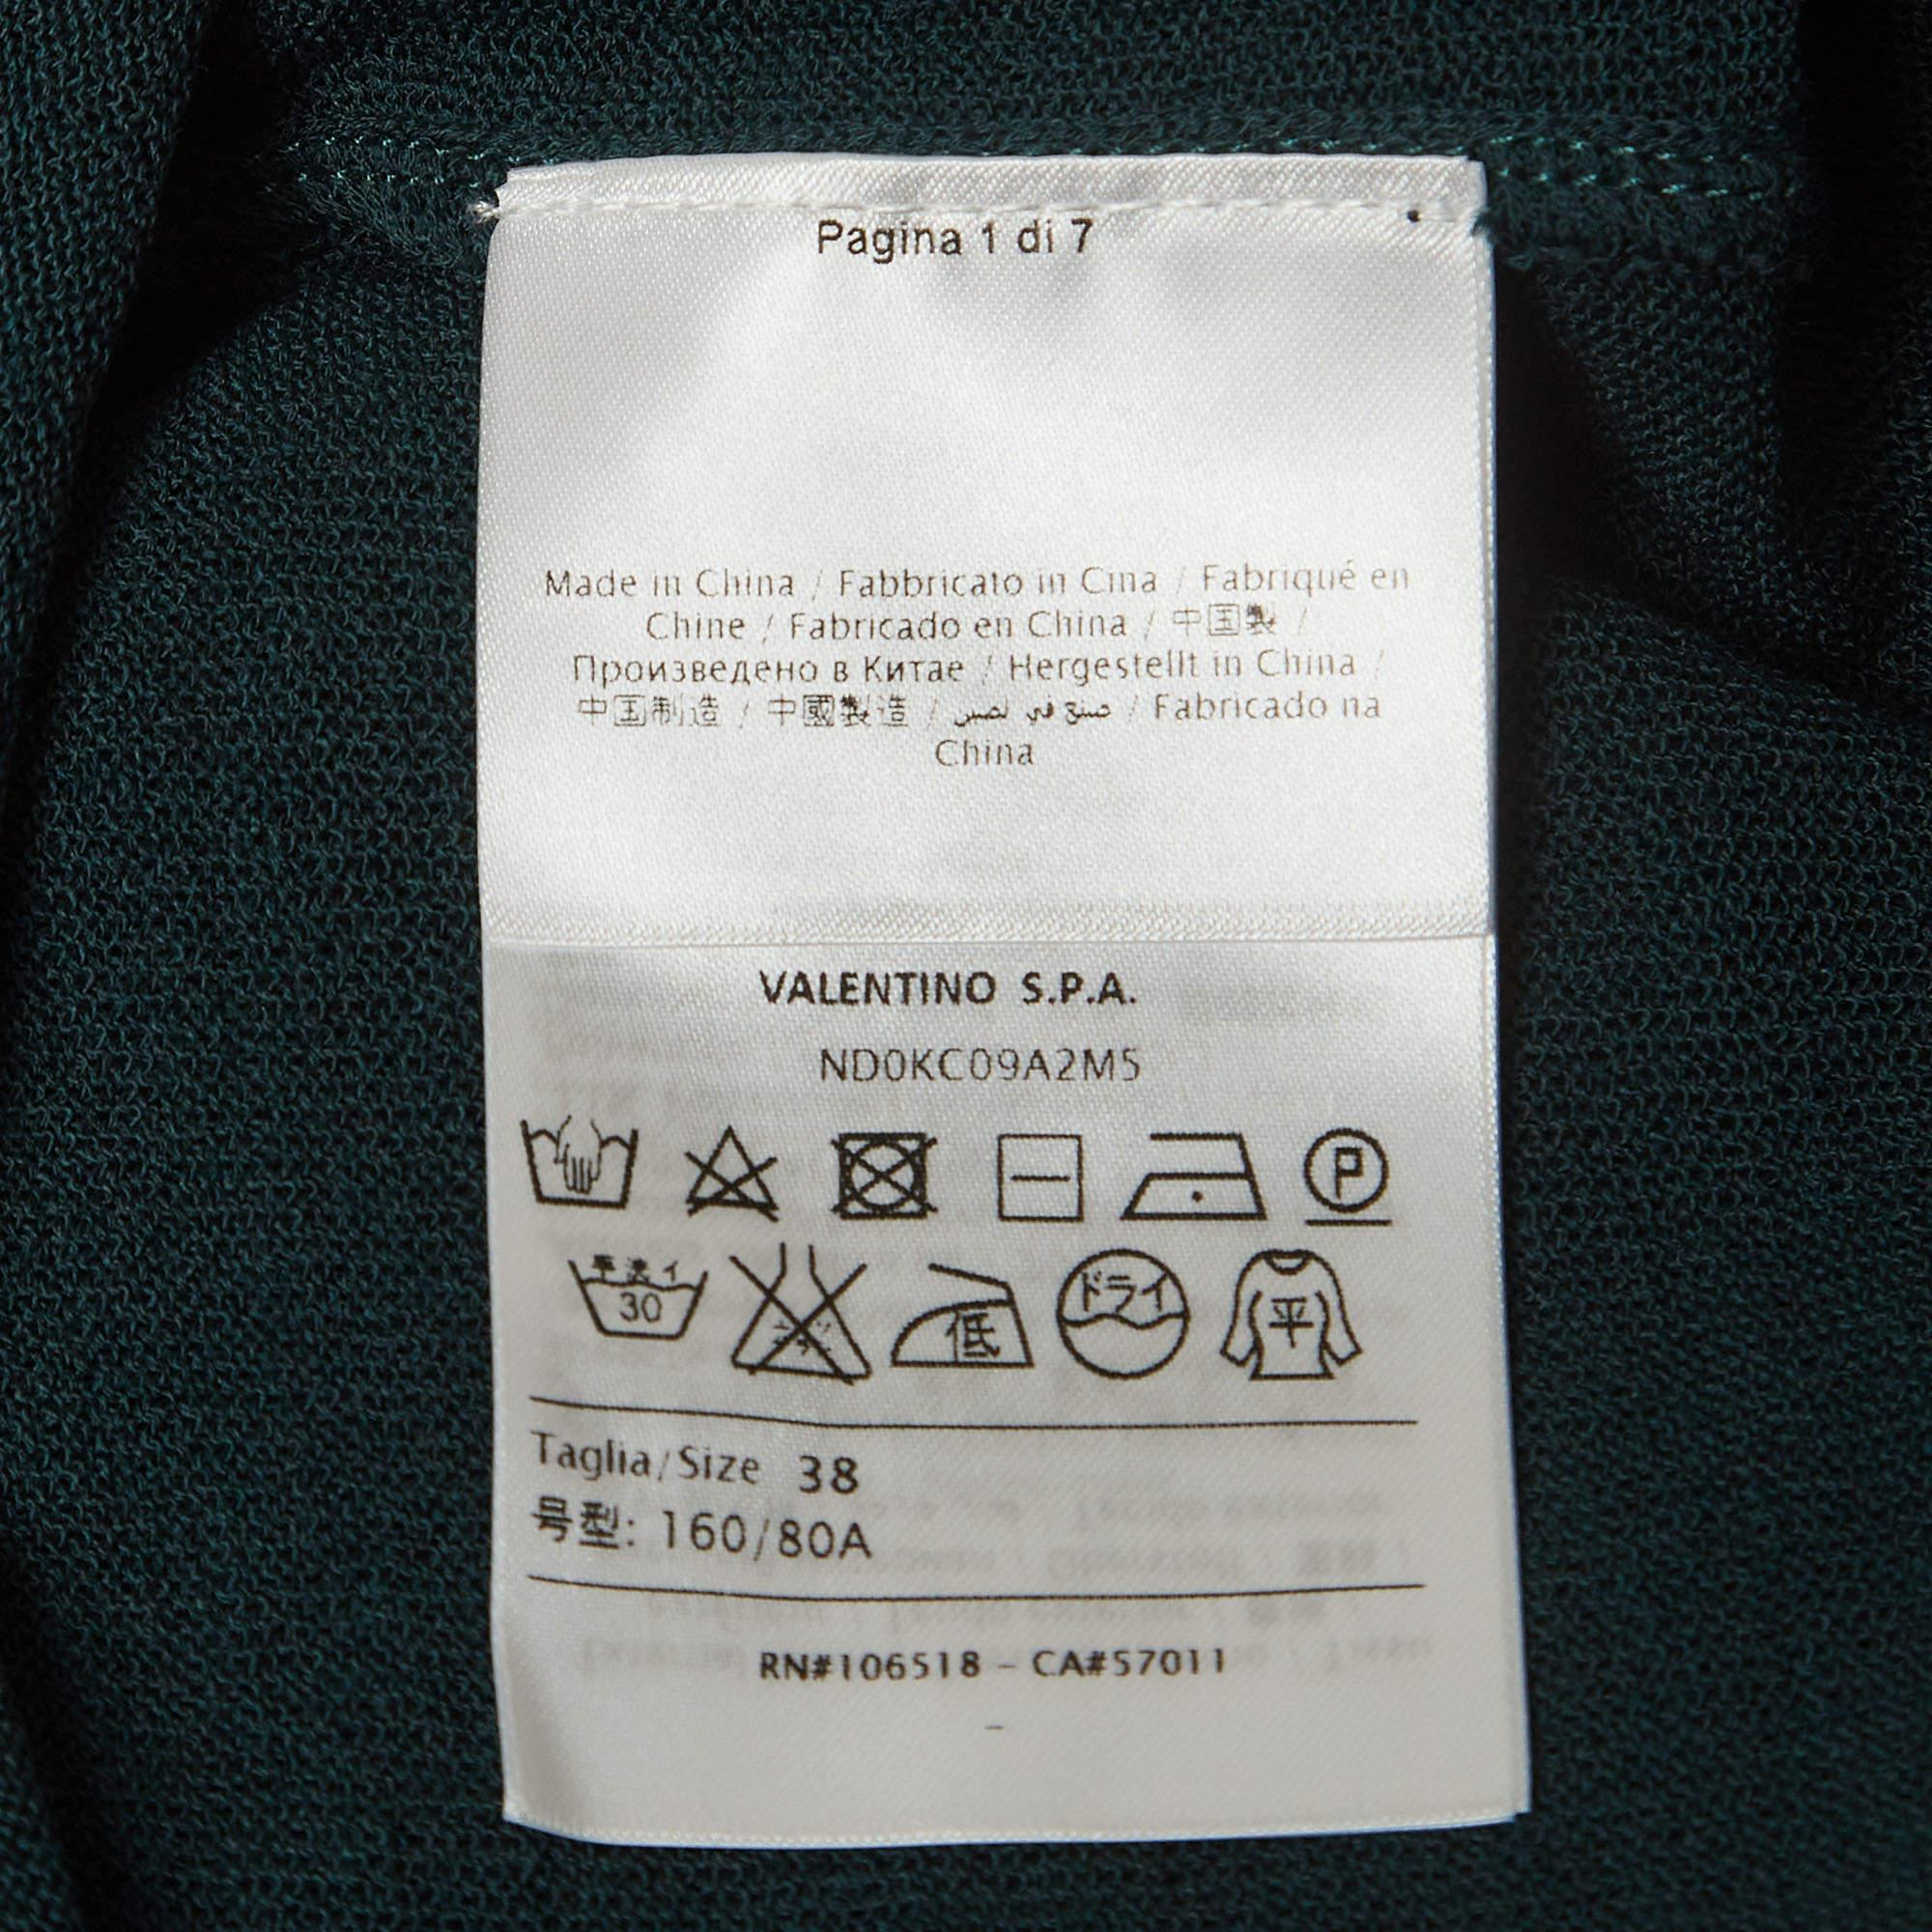 Pagina 1 di 7
Made in China / Fabbricato in Cina / Fabriqué en
Chine / Fabricado en China / 中国製 /
Произведено в Китае / Hergestellt in China /
中国制造 / 中國製造 / صنع في لصين / Fabricado na
China
VALENTINO S.P.A.
ND0KC09A2M5
P
手洗イ
30
低
ドライ
平
Taglia/Size 38
号型: 160/80A
RN#106518 - CA#57011
-